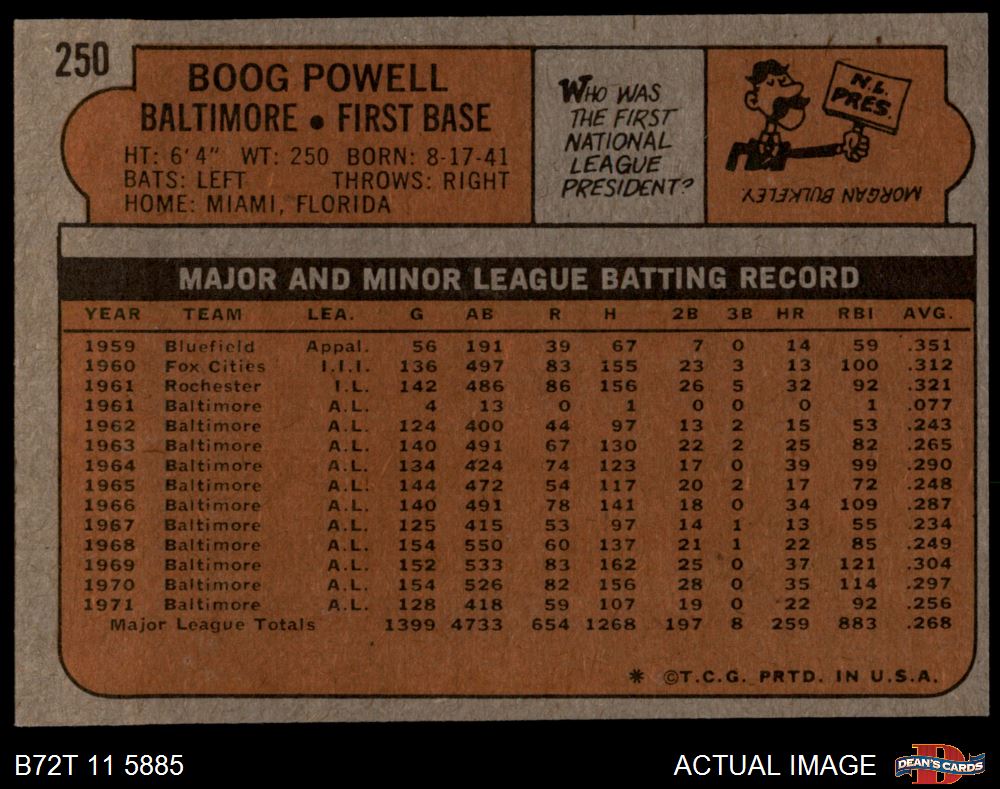 250
BOOG POWELL
BALTIMORE • FIRST BASE
HT: 6'4" WT: 250 BORN: 8-17-41
BATS: LEFT THROWS: RIGHT
HOME: MIAMI, FLORIDA
WHO WAS
THE FIRST
NATIONAL
LEAGUE
PRESIDENT?
N.L.
PRES.
MORGAN BULKELEY
MAJOR AND MINOR LEAGUE BATTING RECORD
YEAR TEAM LEA. G AB R H 2B 3B HR RBI AVG.
1959 Bluefield Appal. 56 191 39 67 7 0 14 59 .351
1960 Fox Cities I.I.I. 136 497 83 155 23 3 13 100 .312
1961 Rochester I.L. 142 486 86 156 26 5 32 92 .321
1961 Baltimore A.L. 4 13 0 1 0 0 0 1 .077
1962 Baltimore A.L. 124 400 44 97 13 2 15 53 .243
1963 Baltimore A.L. 140 491 67 130 22 2 25 82 .265
1964 Baltimore A.L. 134 424 74 123 17 0 39 99 .290
1965 Baltimore A.L. 144 472 54 117 20 2 17 72 .248
1966 Baltimore A.L. 140 491 78 141 18 0 34 109 .287
1967 Baltimore A.L. 125 415 53 97 14 1 13 55 .234
1968 Baltimore A.L. 154 550 60 137 21 1 22 85 .249
1969 Baltimore A.L. 152 533 83 162 25 0 37 121 .304
1970 Baltimore A.L. 154 526 82 156 28 0 35 114 .297
1971 Baltimore A.L. 128 418 59 107 19 0 22 92 .256
Major League Totals 1399 4733 654 1268 197 8 259 883 .268
* ©T.C.G. PRTD. IN U.S.A.
B72T 11 5885
ACTUAL IMAGE
D
DEAN'S CARDS